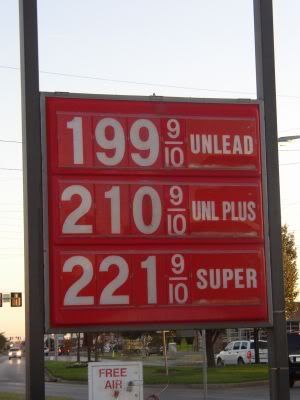 199 9/10 UNLEAD
210 9/10 UNL PLUS
221 9/10 SUPER
FREE
AIR